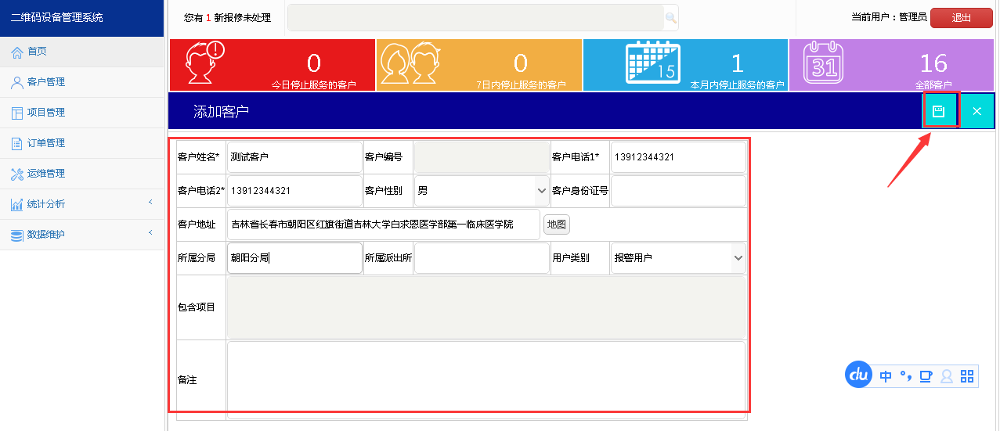 二维码设备管理系统
您有 1 新报修未处理
当前用户：管理员
退出
首页
客户管理
项目管理
订单管理
运维管理
统计分析
数据维护
0
今日停止服务的客户
0
7日内停止服务的客户
15
1
本月内停止服务的客户
31
16
全部客户
添加客户
客户姓名* 测试客户 客户编号 客户电话1* 13912344321
客户电话2* 13912344321 客户性别 男 客户身份证号
客户地址 吉林省长春市朝阳区红旗街道吉林大学白求恩医学部第一临床医学院 地图
所属分局 朝阳分局 所属派出所 用户类别 报警用户
包含项目
备注
du 中 °,